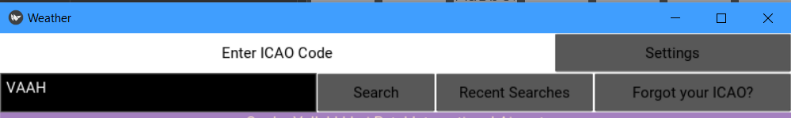 Weather
Enter ICAO Code
Settings
VAAH
Search
Recent Searches
Forgot your ICAO?